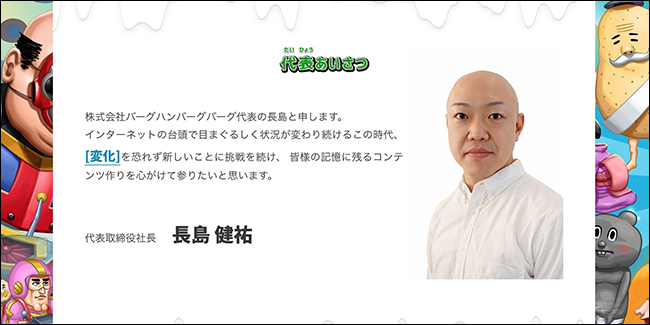 だい ひょう
代表あいさつ
株式会社バーグハンバーグバーグ代表の長島と申します。
インターネットの台頭で目まぐるしく状況が変わり続けるこの時代、
[変化]を恐れず新しいことに挑戦を続け、 皆様の記憶に残るコンテ
ンツ作りを心がけて参りたいと思います。
代表取締役社長 長島 健祐